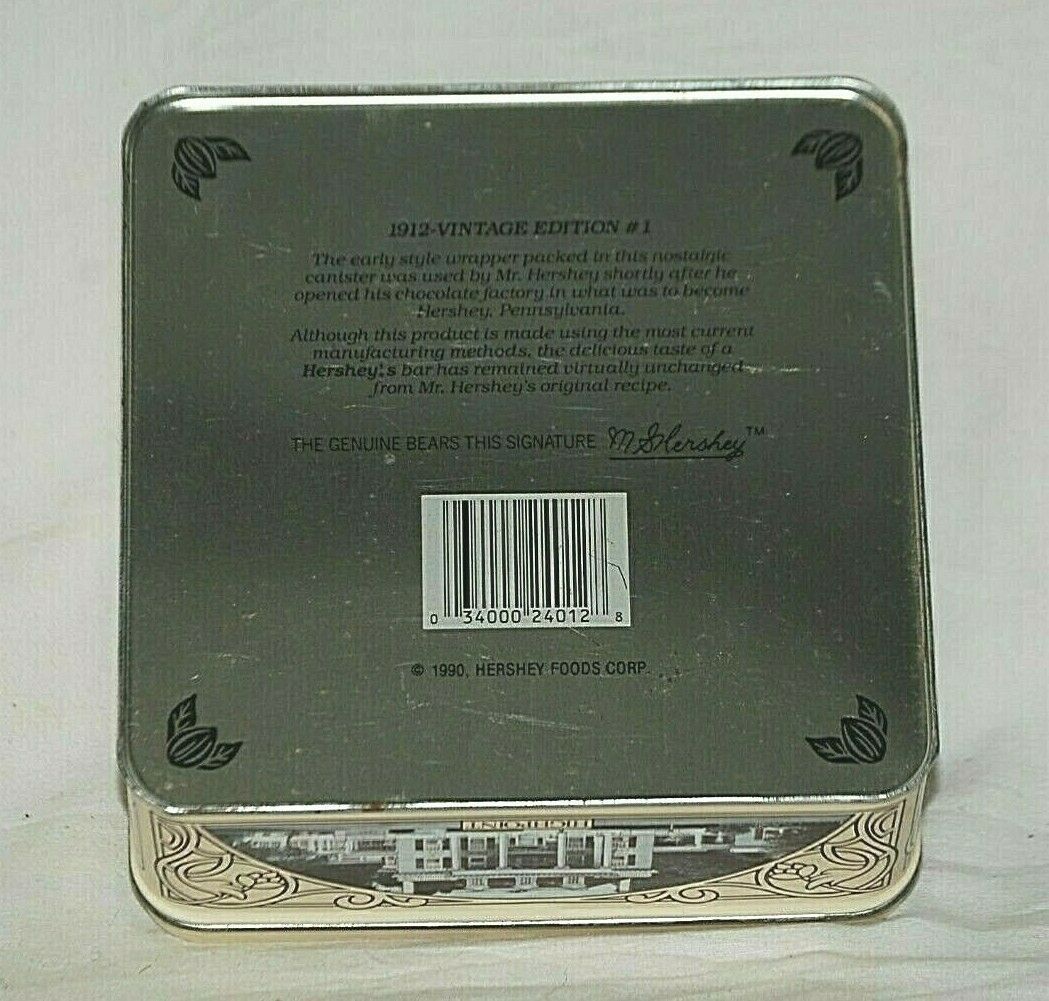 1912-VINTAGE EDITION #1
The early style wrapper packed in this nostalgic
canister was used by Mr. Hershey shortly after he
opened his chocolate factory in what was to become
Hershey, Pennsylvania.
Although this product is made using the most current
manufacturing methods, the delicious taste of a
Hershey's bar has remained virtually unchanged
from Mr. Hershey's original recipe.
THE GENUINE BEARS THIS SIGNATURE M S Hershey™
0 34000 24012 8
© 1990, HERSHEY FOODS CORP.